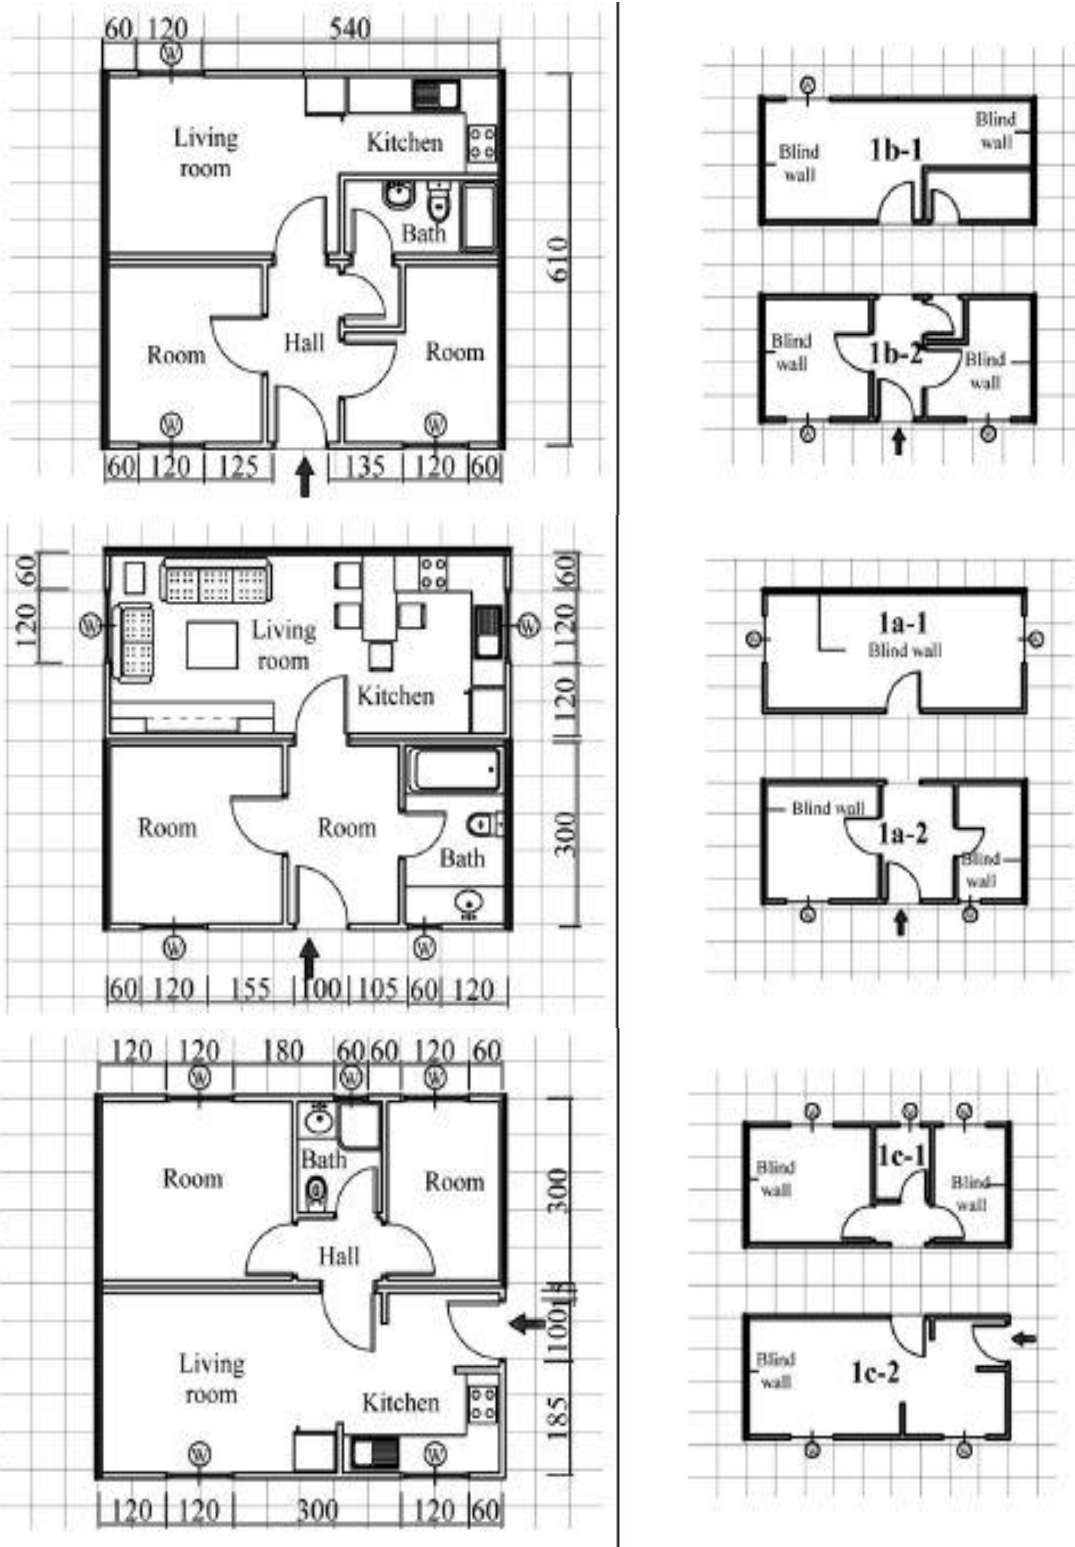 60 120 540
W
Living
room
Kitchen
Bath
610
Room
Hall
Room
W W
60 120 125 135 120 60
Blind
wall
1b-1
Blind
wall
Blind
wall
1b-2
Blind
wall
60
120
W
Living
room
Kitchen
W
60
120
120
Room
Room
Bath
300
W W
60 120 155 100 105 60 120
1a-1
Blind wall
Blind wall
1a-2
Blind
wall
120 120 180 60 60 120 60
W W W
Room
Bath
Room
300
Hall
15
100
Living
room
Kitchen
185
W W
120 120 300 120 60
Blind
wall
1c-1
Blind
wall
Blind
wall
1c-2